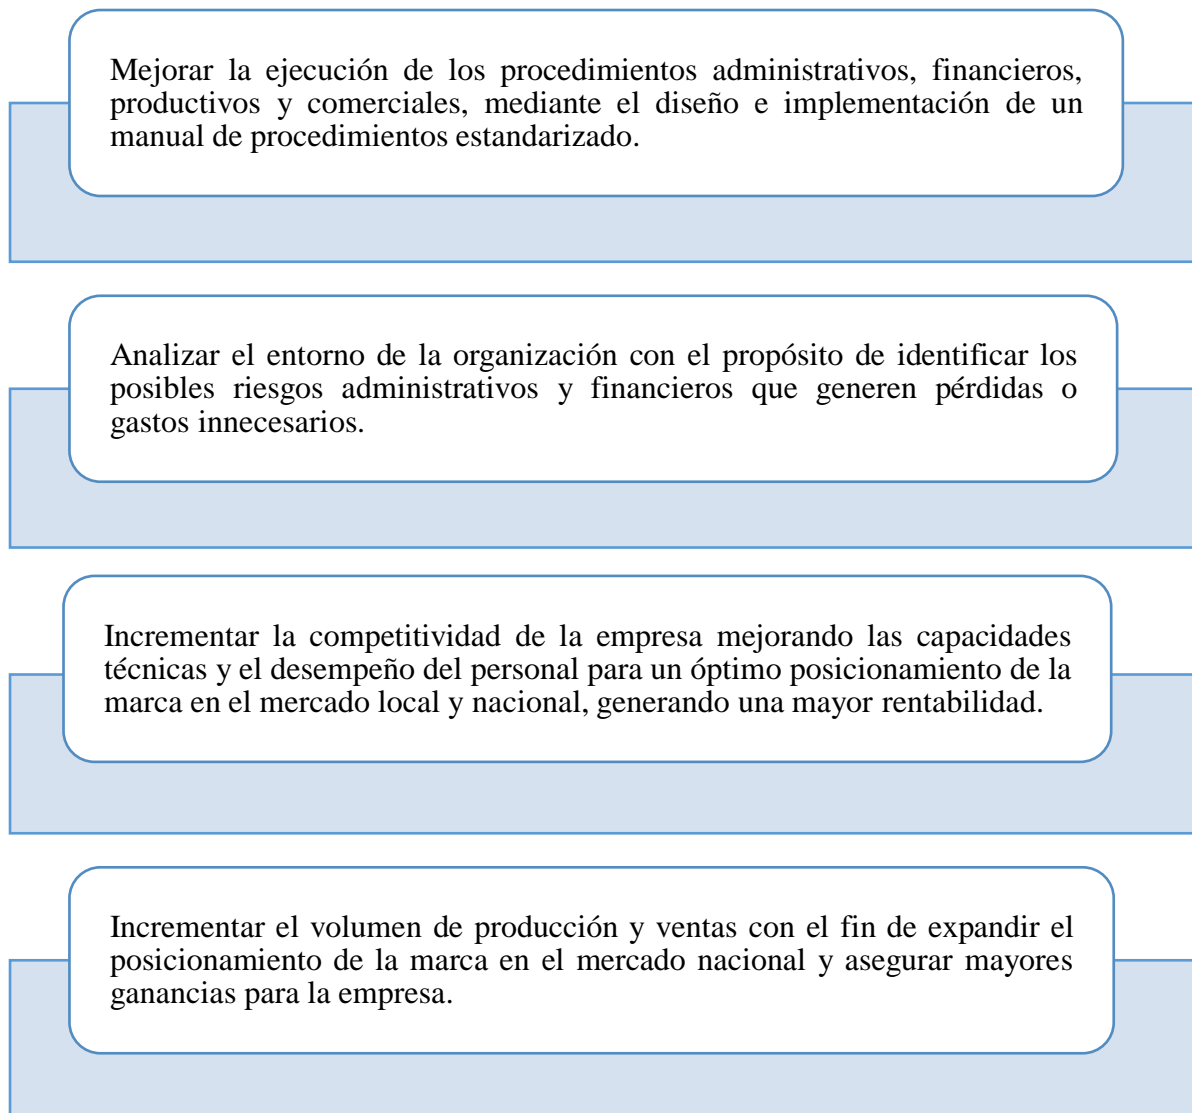 Mejorar la ejecución de los procedimientos administrativos, financieros,
productivos y comerciales, mediante el diseño e implementación de un
manual de procedimientos estandarizado.
Analizar el entorno de la organización con el propósito de identificar los
posibles riesgos administrativos y financieros que generen pérdidas o
gastos innecesarios.
Incrementar la competitividad de la empresa mejorando las capacidades
técnicas y el desempeño del personal para un óptimo posicionamiento de la
marca en el mercado local y nacional, generando una mayor rentabilidad.
Incrementar el volumen de producción y ventas con el fin de expandir el
posicionamiento de la marca en el mercado nacional y asegurar mayores
ganancias para la empresa.